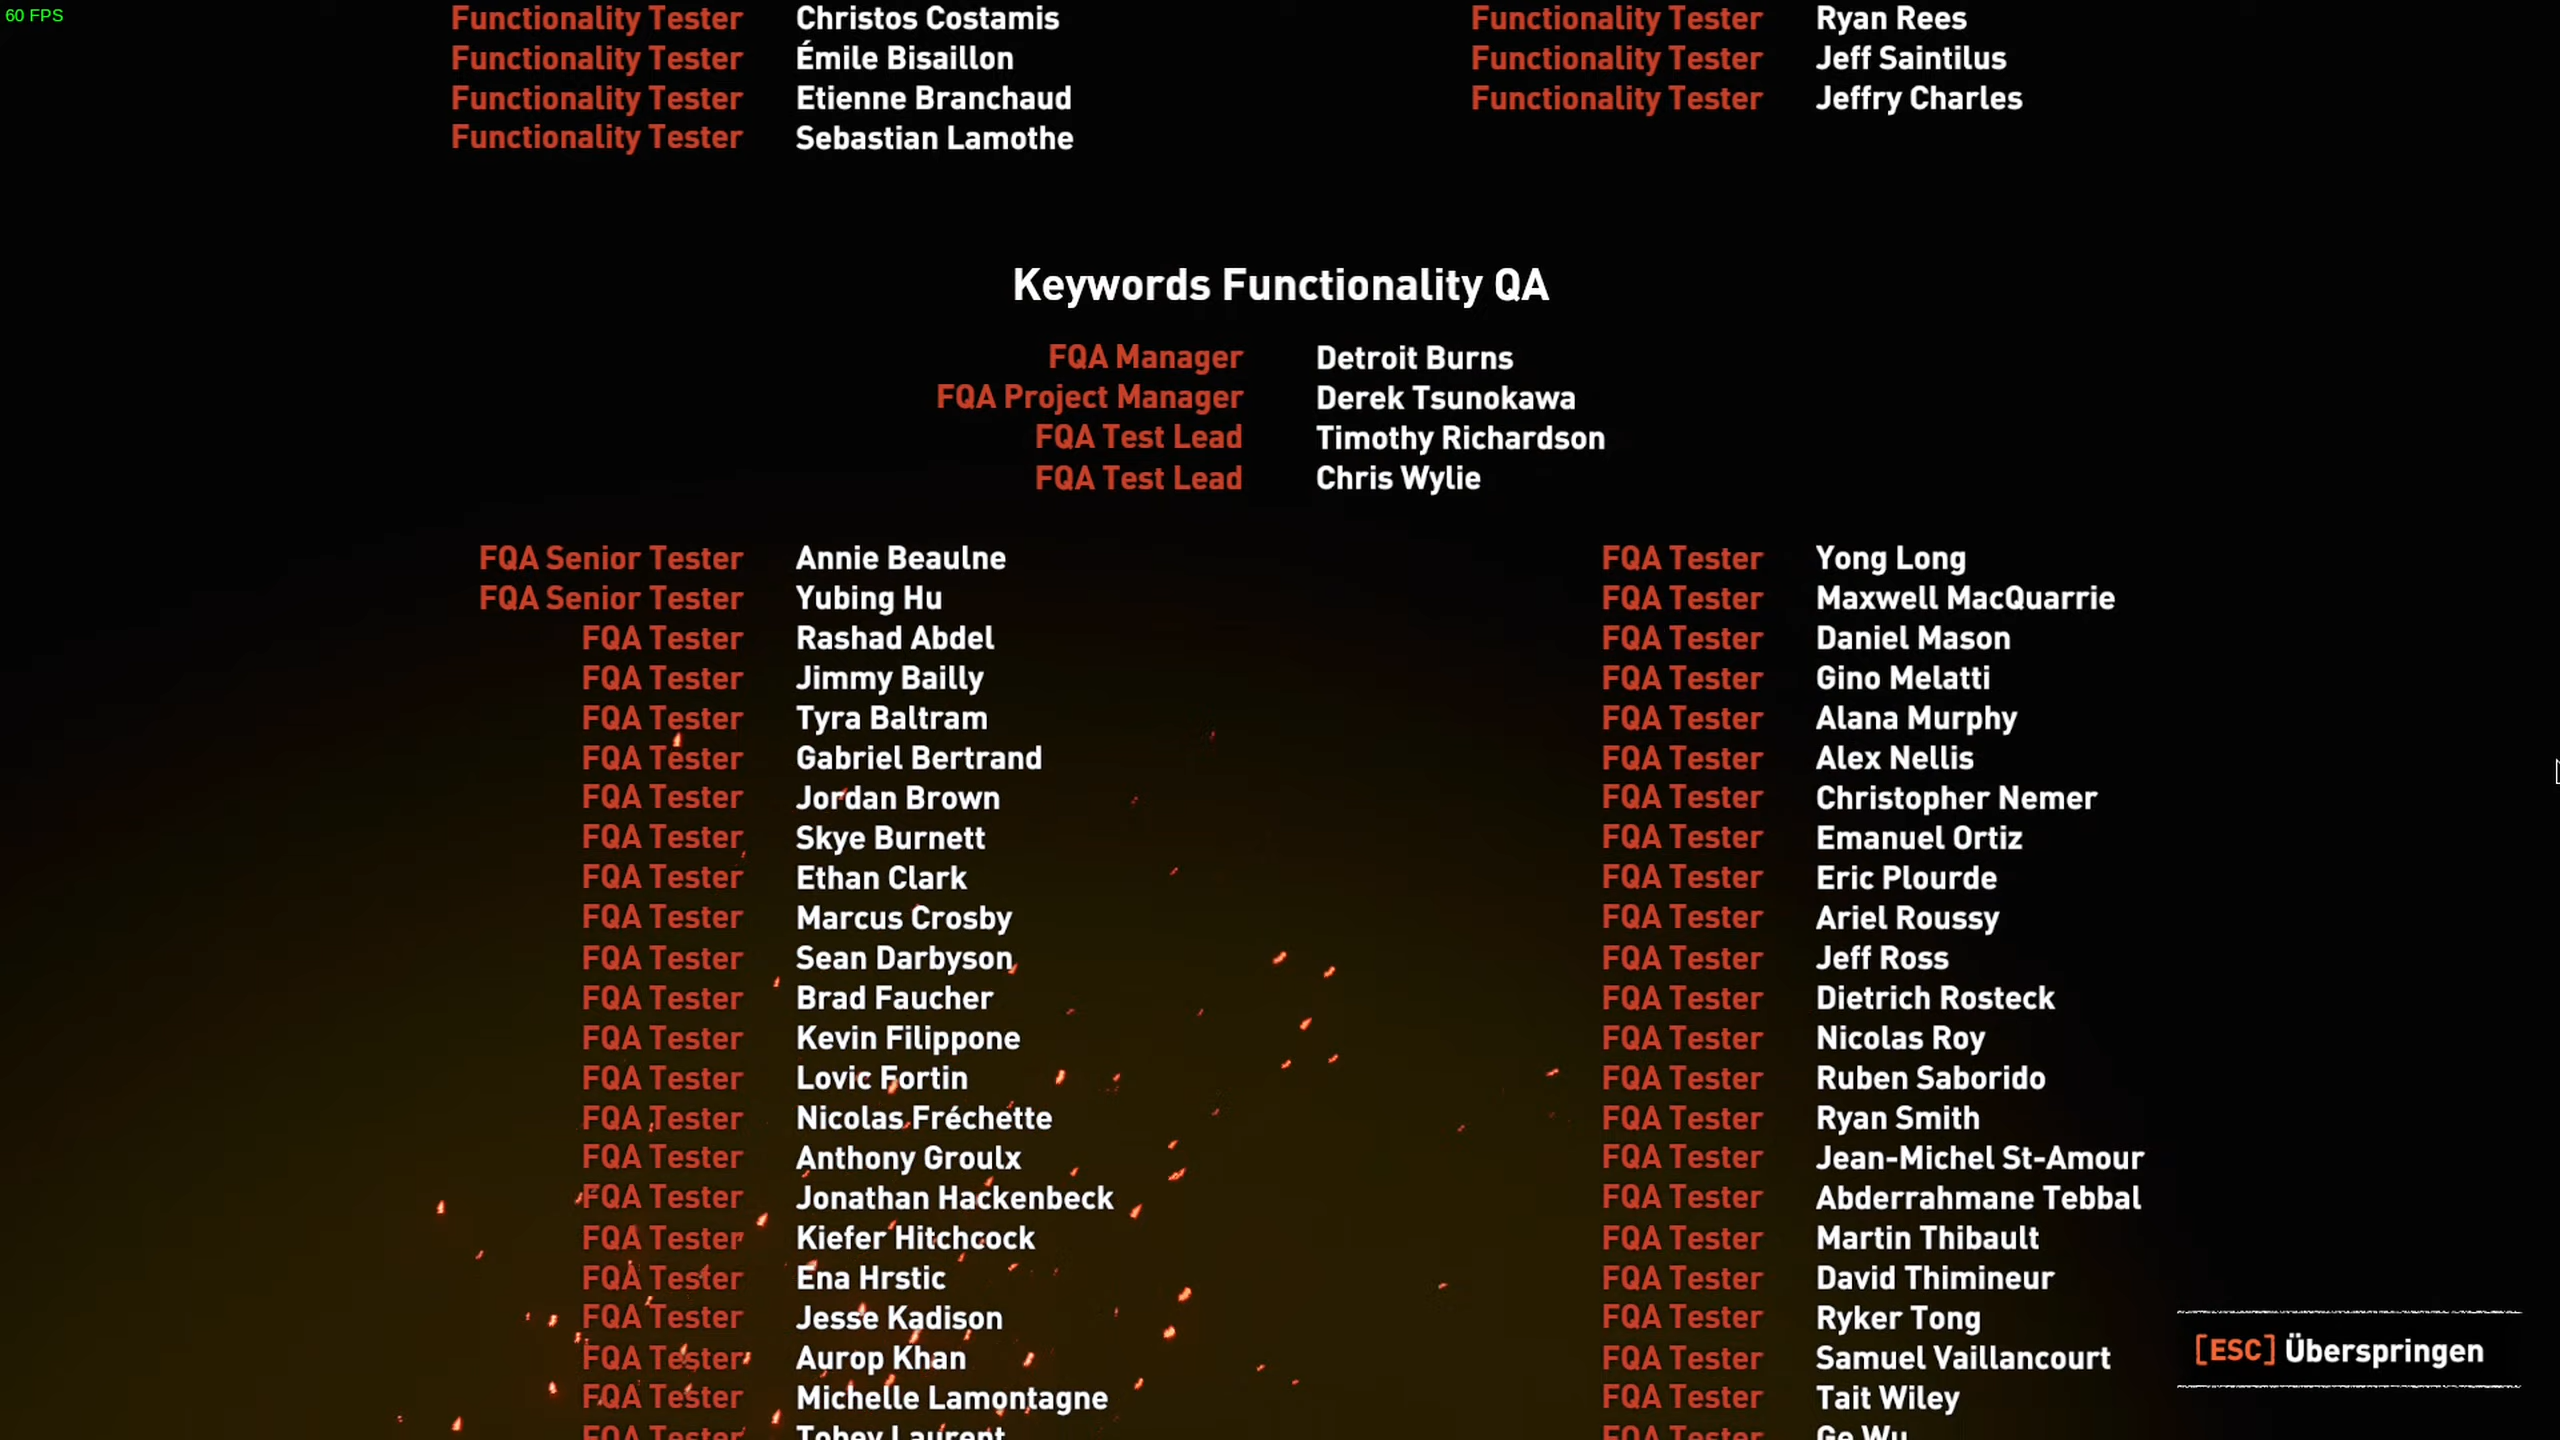 60 FPS
Functionality Tester Christos Costamis
Functionality Tester Émile Bisaillon
Functionality Tester Etienne Branchaud
Functionality Tester Sebastian Lamothe
Functionality Tester Ryan Rees
Functionality Tester Jeff Saintilus
Functionality Tester Jeffry Charles
Keywords Functionality QA
FQA Manager Detroit Burns
FQA Project Manager Derek Tsunokawa
FQA Test Lead Timothy Richardson
FQA Test Lead Chris Wylie
FQA Senior Tester Annie Beaulne
FQA Senior Tester Yubing Hu
FQA Tester Rashad Abdel
FQA Tester Jimmy Bailly
FQA Tester Tyra Baltram
FQA Tester Gabriel Bertrand
FQA Tester Jordan Brown
FQA Tester Skye Burnett
FQA Tester Ethan Clark
FQA Tester Marcus Crosby
FQA Tester Sean Darbyson
FQA Tester Brad Faucher
FQA Tester Kevin Filippone
FQA Tester Lovic Fortin
FQA Tester Nicolas Fréchette
FQA Tester Anthony Groulx
FQA Tester Jonathan Hackenbeck
FQA Tester Kiefer Hitchcock
FQA Tester Ena Hrstic
FQA Tester Jesse Kadison
FQA Tester Aurop Khan
FQA Tester Michelle Lamontagne
FQA Tester Tobey Laurent
FQA Tester Yong Long
FQA Tester Maxwell MacQuarrie
FQA Tester Daniel Mason
FQA Tester Gino Melatti
FQA Tester Alana Murphy
FQA Tester Alex Nellis
FQA Tester Christopher Nemer
FQA Tester Emanuel Ortiz
FQA Tester Eric Plourde
FQA Tester Ariel Roussy
FQA Tester Jeff Ross
FQA Tester Dietrich Rosteck
FQA Tester Nicolas Roy
FQA Tester Ruben Saborido
FQA Tester Ryan Smith
FQA Tester Jean-Michel St-Amour
FQA Tester Abderrahmane Tebbal
FQA Tester Martin Thibault
FQA Tester David Thimineur
FQA Tester Ryker Tong
FQA Tester Samuel Vaillancourt
FQA Tester Tait Wiley
FQA Tester Ge Wu
[ESC] Überspringen